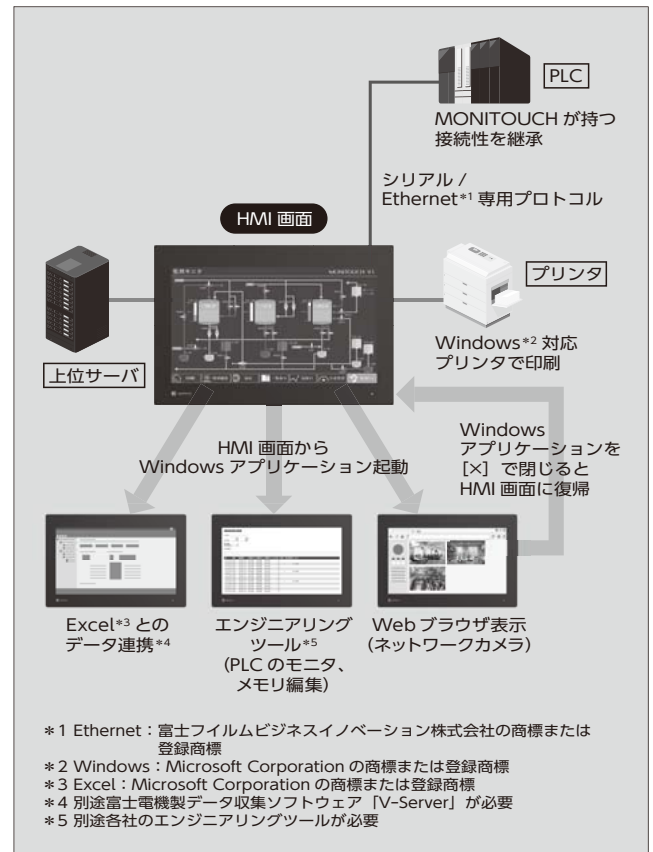 PLC
MONITOUCH が持つ
接続性を継承
シリアル /
Ethernet*1 専用プロトコル
HMI 画面
監視モニタ
MONITOUCH X1
プリンタ
Windows*2 対応
プリンタで印刷
上位サーバ
HMI 画面から
Windows アプリケーション起動
Windows
アプリケーションを
[×] で閉じると
HMI 画面に復帰
Excel*3 との
データ連携*4
エンジニアリング
ツール*5
(PLC のモニタ、
メモリ編集)
Web ブラウザ表示
(ネットワークカメラ)
*1 Ethernet:富士フイルムビジネスイノベーション株式会社の商標または
登録商標
*2 Windows:Microsoft Corporation の商標または登録商標
*3 Excel:Microsoft Corporation の商標または登録商標
*4 別途富士電機製データ収集ソフトウェア「V-Server」が必要
*5 別途各社のエンジニアリングツールが必要